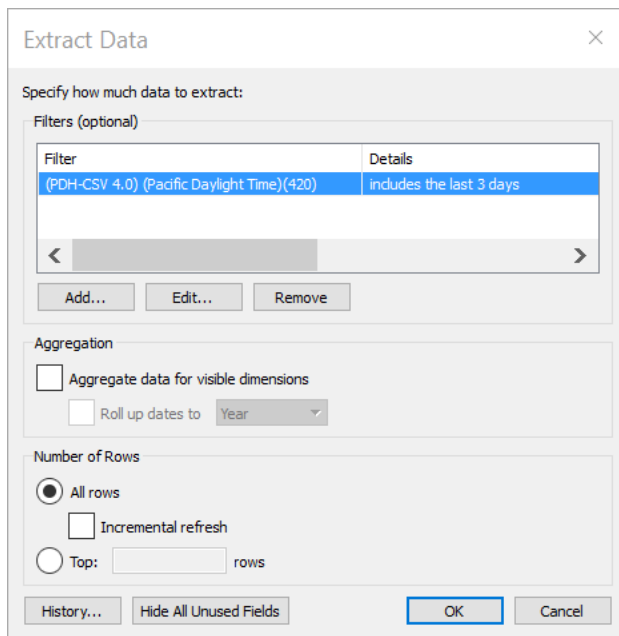 Extract Data
Specify how much data to extract:
Filters (optional)
Filter Details
(PDH-CSV 4.0) (Pacific Daylight Time)(420) includes the last 3 days
Add... Edit... Remove
Aggregation
Aggregate data for visible dimensions
Roll up dates to Year
Number of Rows
All rows
Incremental refresh
Top: rows
History... Hide All Unused Fields OK Cancel